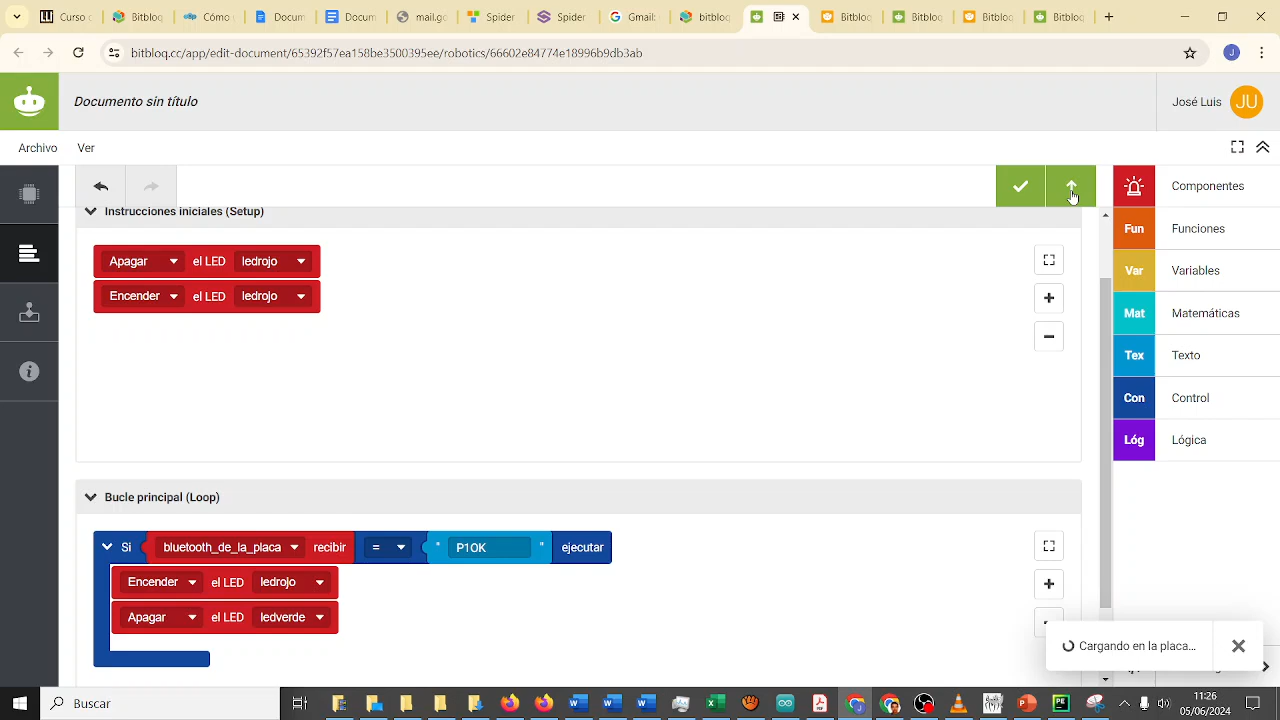 Curso c
Cómo
Docum
Docum
mail.go
Spider
Spider
Gmail:
bitbloq
Bitbloq
Bitbloq
Bitbloq
Bitbloq
bitbloq.cc/app/edit-document/65392f57ea158be3500395ee/robotics/66602e84774e18996b9db3ab
J
Documento sin título
José Luis JU
Archivo Ver
Componentes
Instrucciones iniciales (Setup)
Fun Funciones
Apagar el LED ledrojo
Var Variables
Encender el LED ledrojo
Mat Matemáticas
Tex Texto
Con Control
Lóg Lógica
Bucle principal (Loop)
Si bluetooth_de_la_placa recibir = " P1OK " ejecutar
Encender el LED ledrojo
Apagar el LED ledverde
Cargando en la placa...
Buscar
11:26
05/06/2024